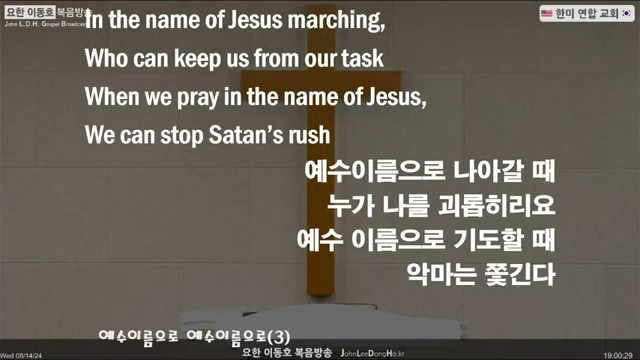 요한 이동호 복음방송
John L.D.H. Gospel Broadcast
한미 연합 교회
In the name of Jesus marching,
Who can keep us from our task
When we pray in the name of Jesus,
We can stop Satan's rush
예수이름으로 나아갈 때
누가 나를 괴롭히리요
예수 이름으로 기도할 때
악마는 쫓긴다
예수이름으로 예수이름으로(3)
Wed 08/14/24
요한 이동호 복음방송 JohnLeeDongHo.kr
19:00:29